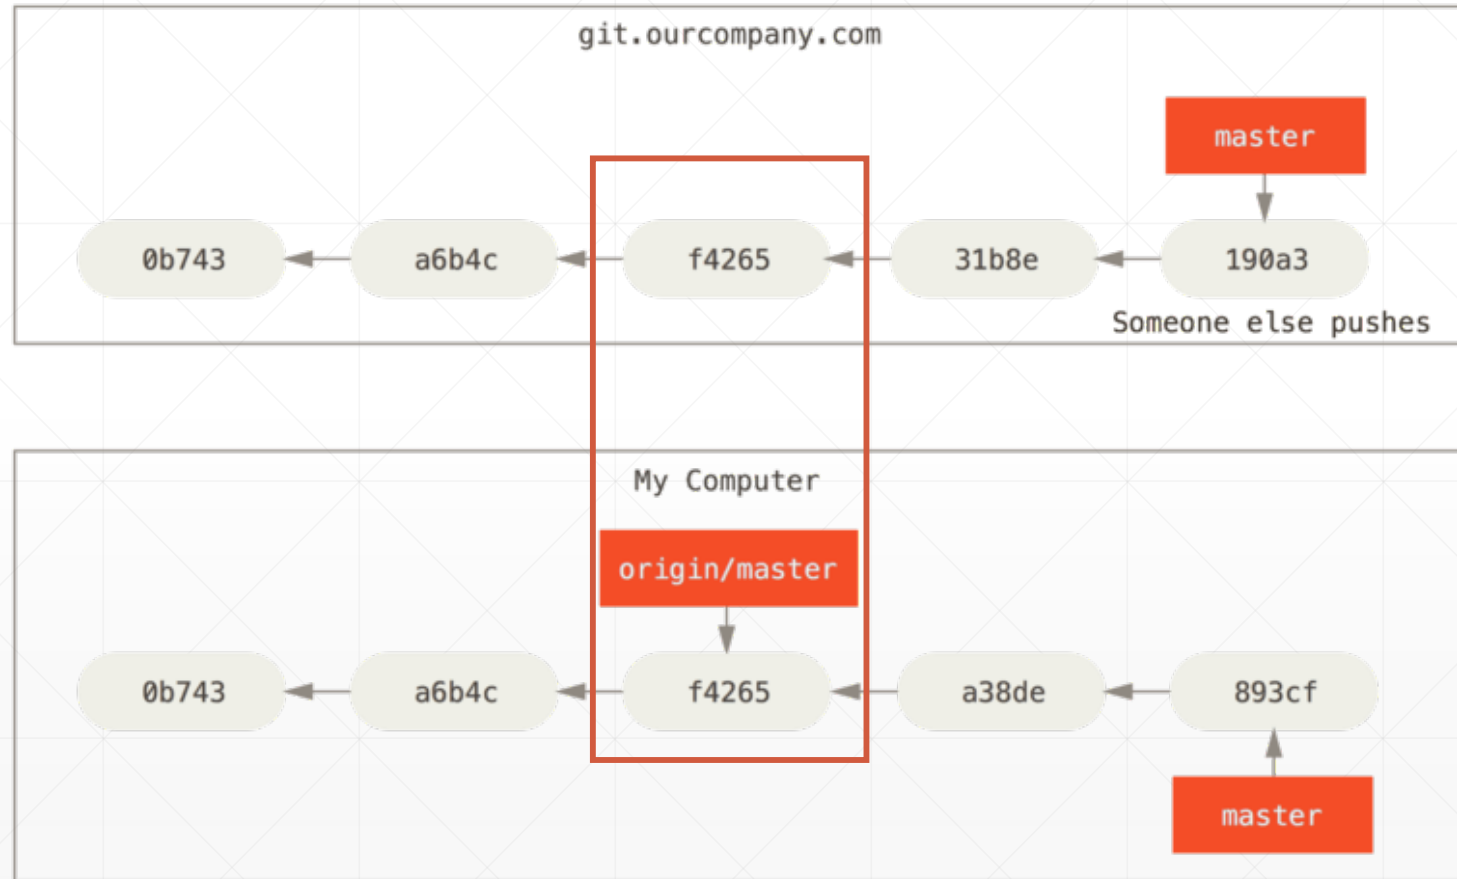 git.ourcompany.com
master
0b743
a6b4c
f4265
31b8e
190a3
Someone else pushes
My Computer
origin/master
0b743
a6b4c
f4265
a38de
893cf
master